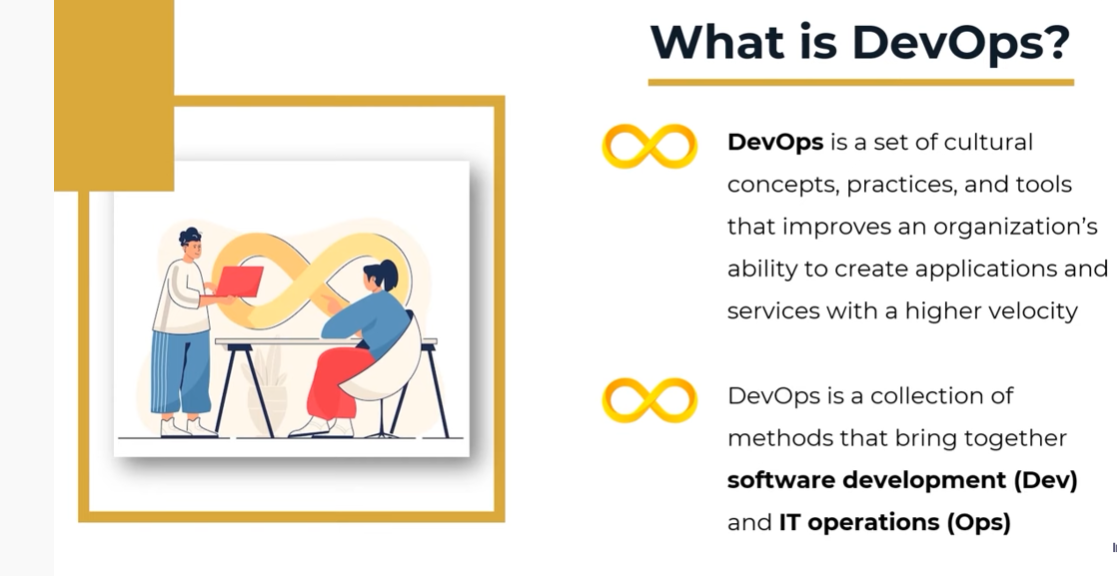 What is DevOps?
DevOps is a set of cultural
concepts, practices, and tools
that improves an organization’s
ability to create applications and
services with a higher velocity
DevOps is a collection of
methods that bring together
software development (Dev)
and IT operations (Ops)